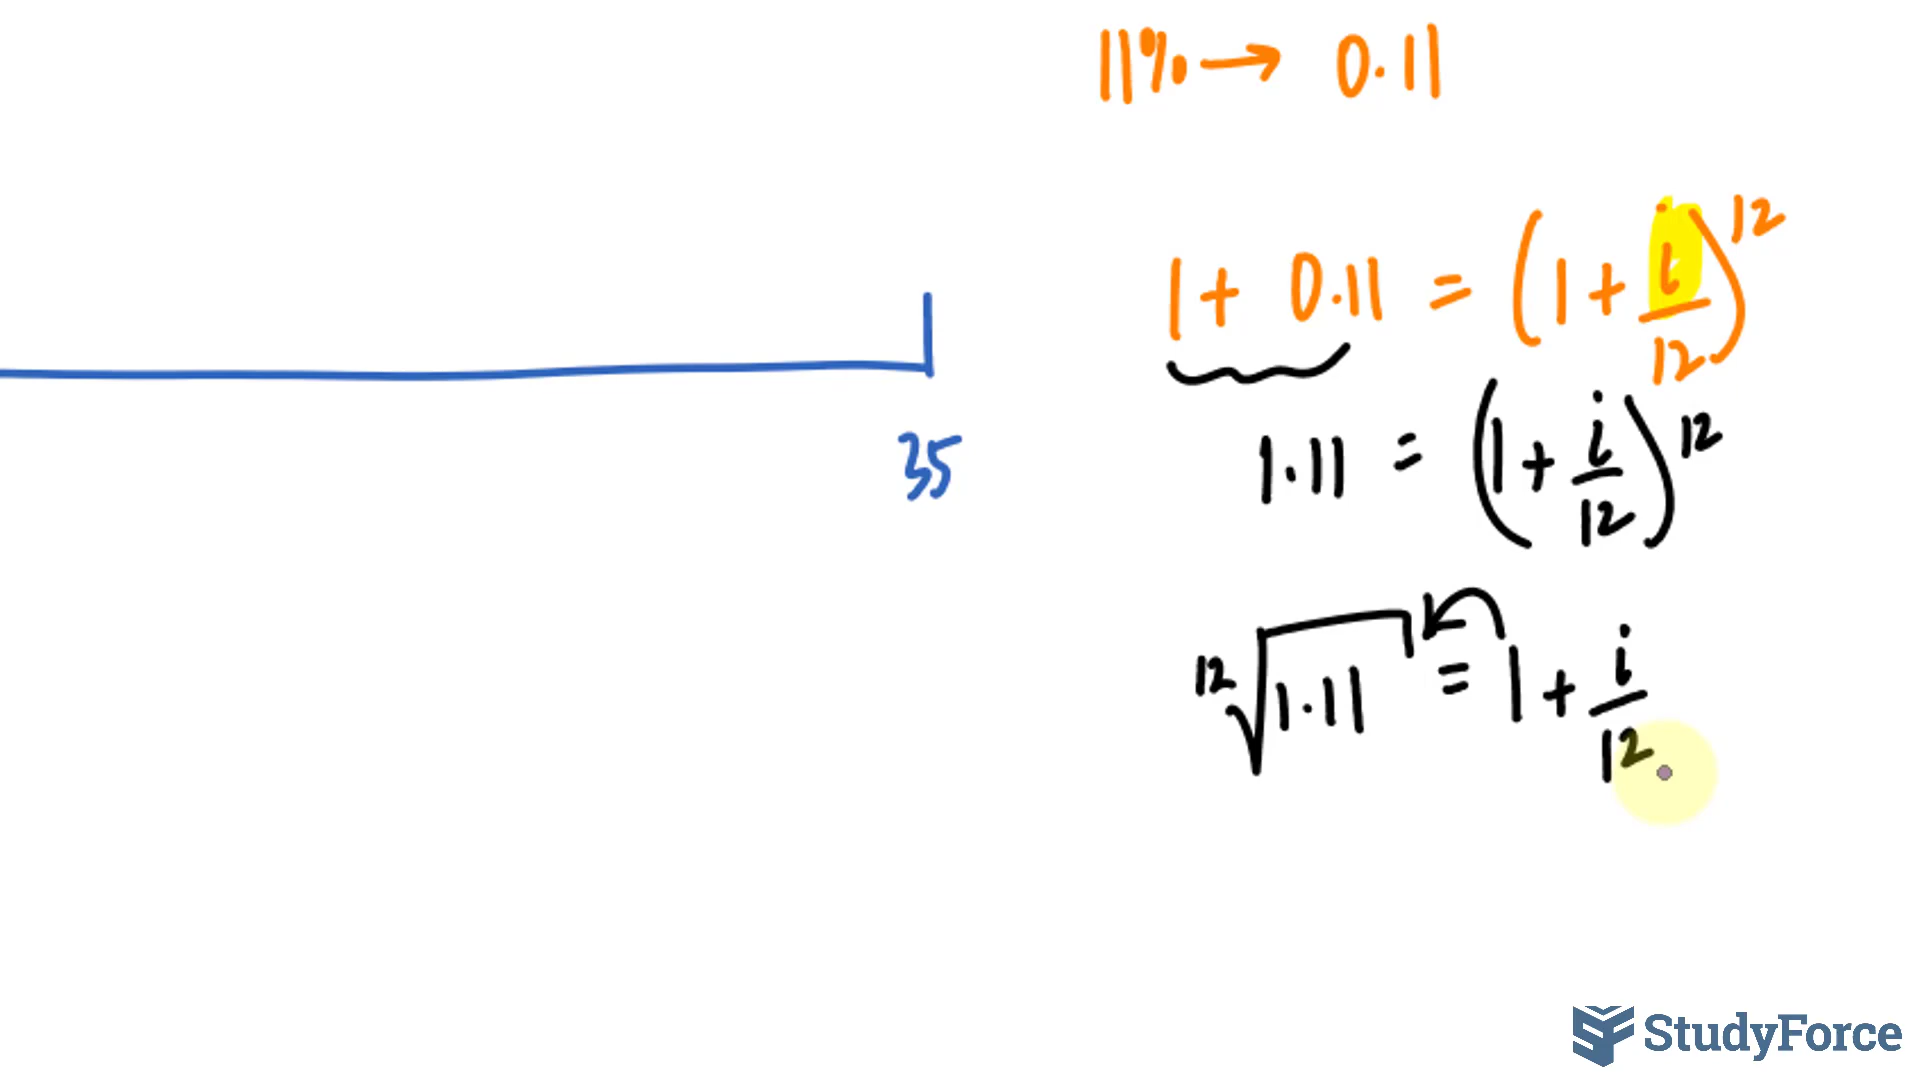 11% → 0.11
1 + 0.11 = (1 + i/12)^12
1.11 = (1 + i/12)^12
35
12√1.11 = 1 + i/12
StudyForce